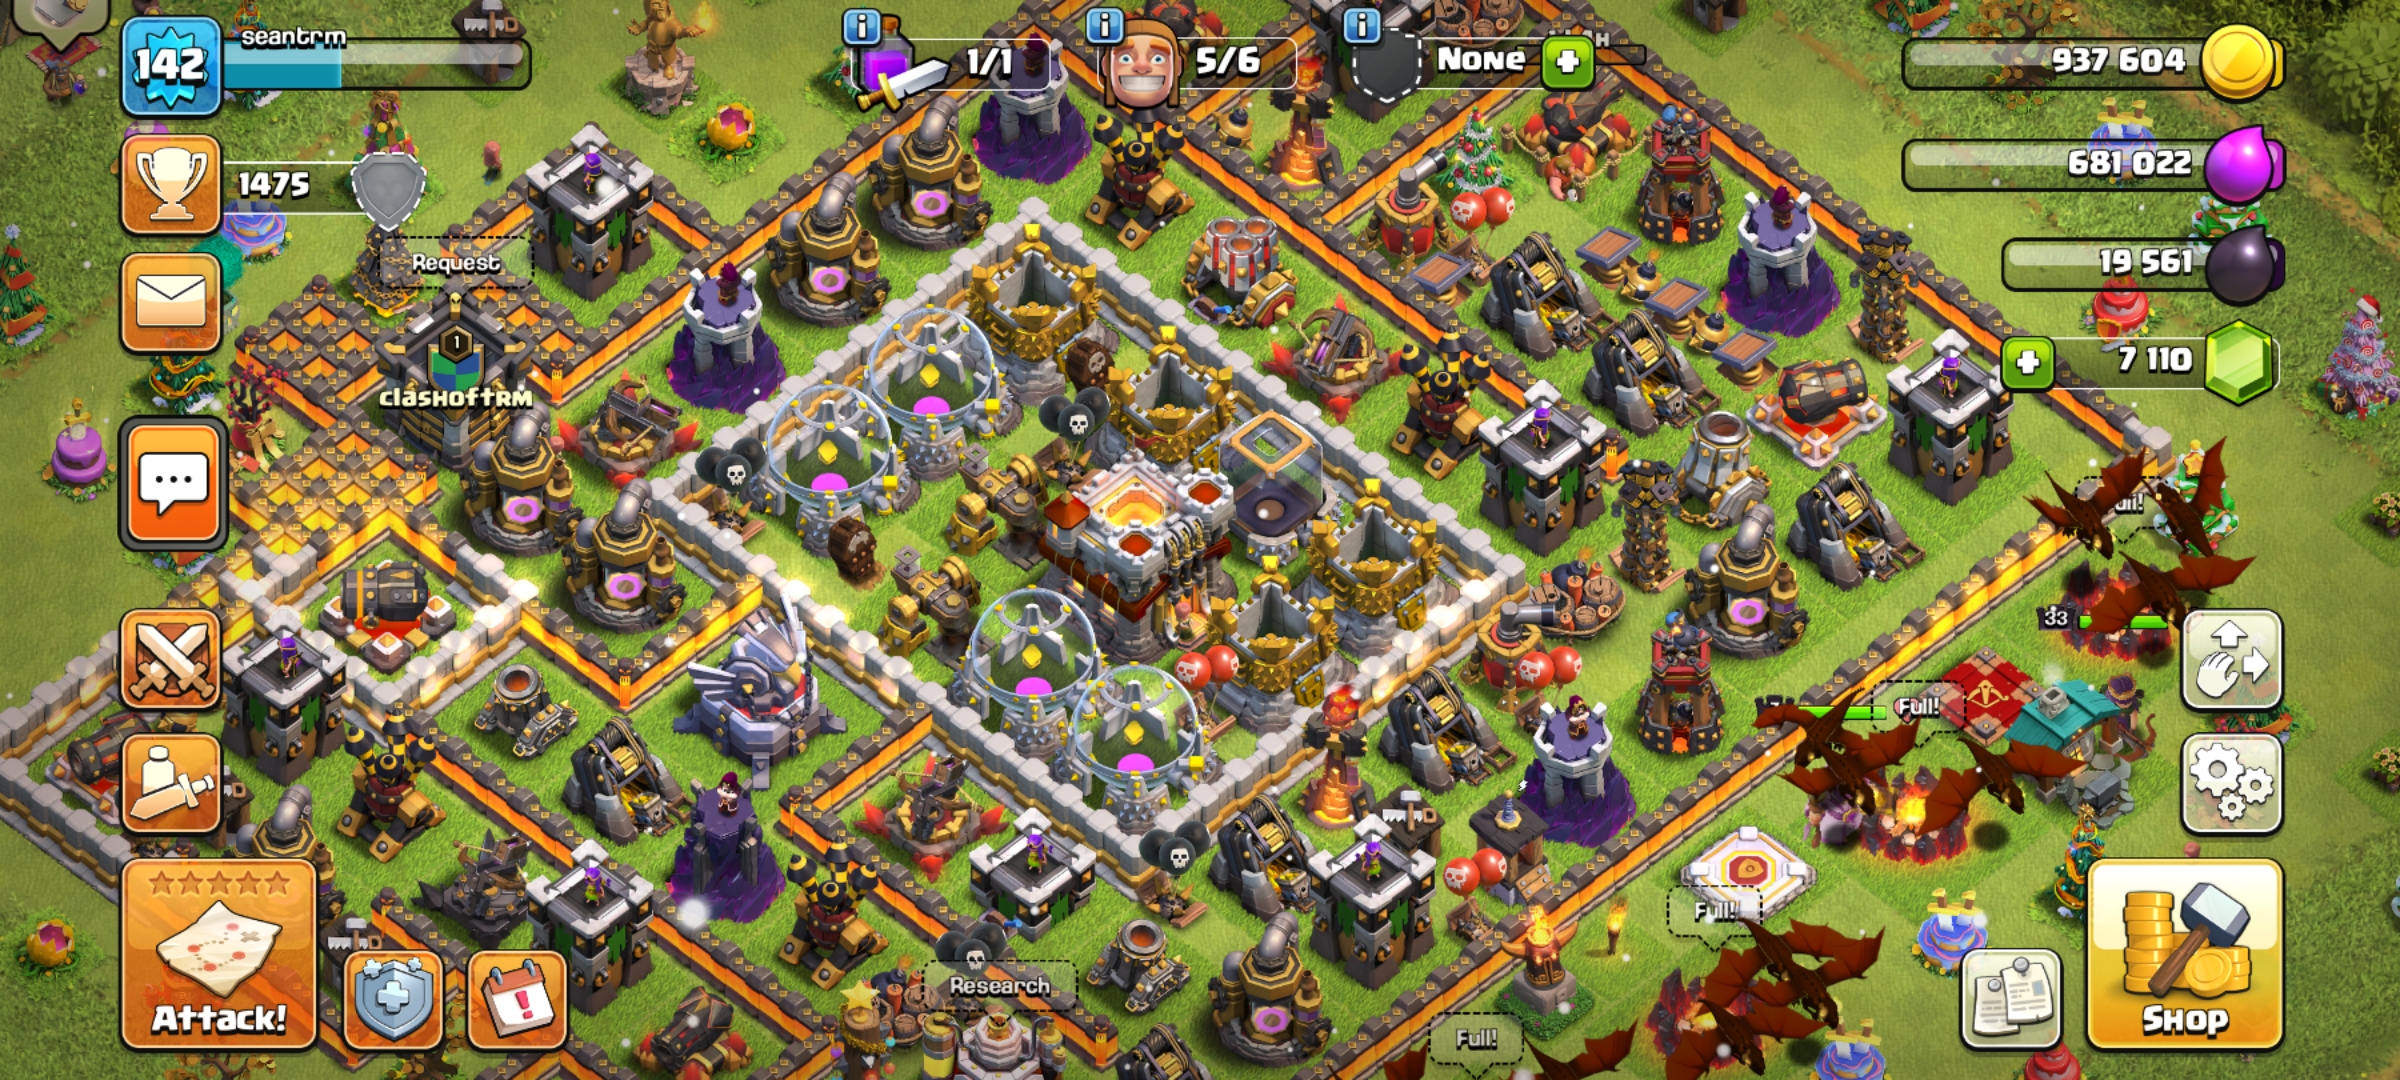 142
seantrm
1/1
5/6
None
937 604
1475
681 022
Request
19 561
1
clashoftrm
7 110
33
Full!
Full!
Research
Full!
Attack!
Shop